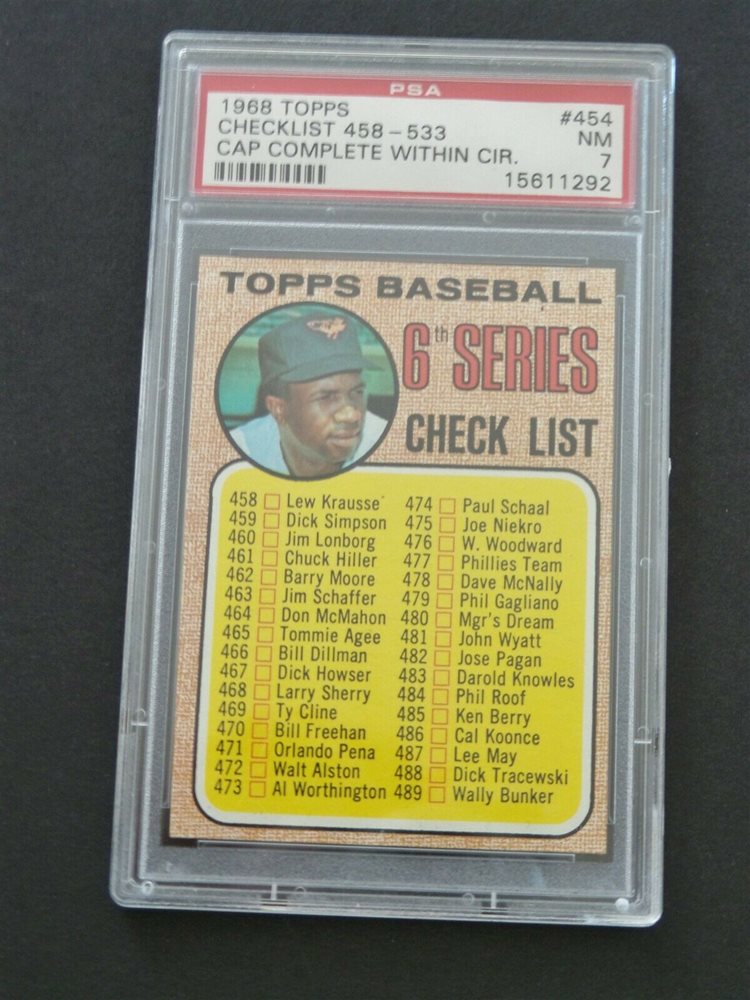 PSA
1968 TOPPS #454
CHECKLIST 458-533 NM
CAP COMPLETE WITHIN CIR. 7
15611292
TOPPS BASEBALL
6th SERIES
CHECK LIST
458 Lew Krausse
459 Dick Simpson
460 Jim Lonborg
461 Chuck Hiller
462 Barry Moore
463 Jim Schaffer
464 Don McMahon
465 Tommie Agee
466 Bill Dillman
467 Dick Howser
468 Larry Sherry
469 Ty Cline
470 Bill Freehan
471 Orlando Pena
472 Walt Alston
473 Al Worthington
474 Paul Schaal
475 Joe Niekro
476 W. Woodward
477 Phillies Team
478 Dave McNally
479 Phil Gagliano
480 Mgr's Dream
481 John Wyatt
482 Jose Pagan
483 Darold Knowles
484 Phil Roof
485 Ken Berry
486 Cal Koonce
487 Lee May
488 Dick Tracewski
489 Wally Bunker